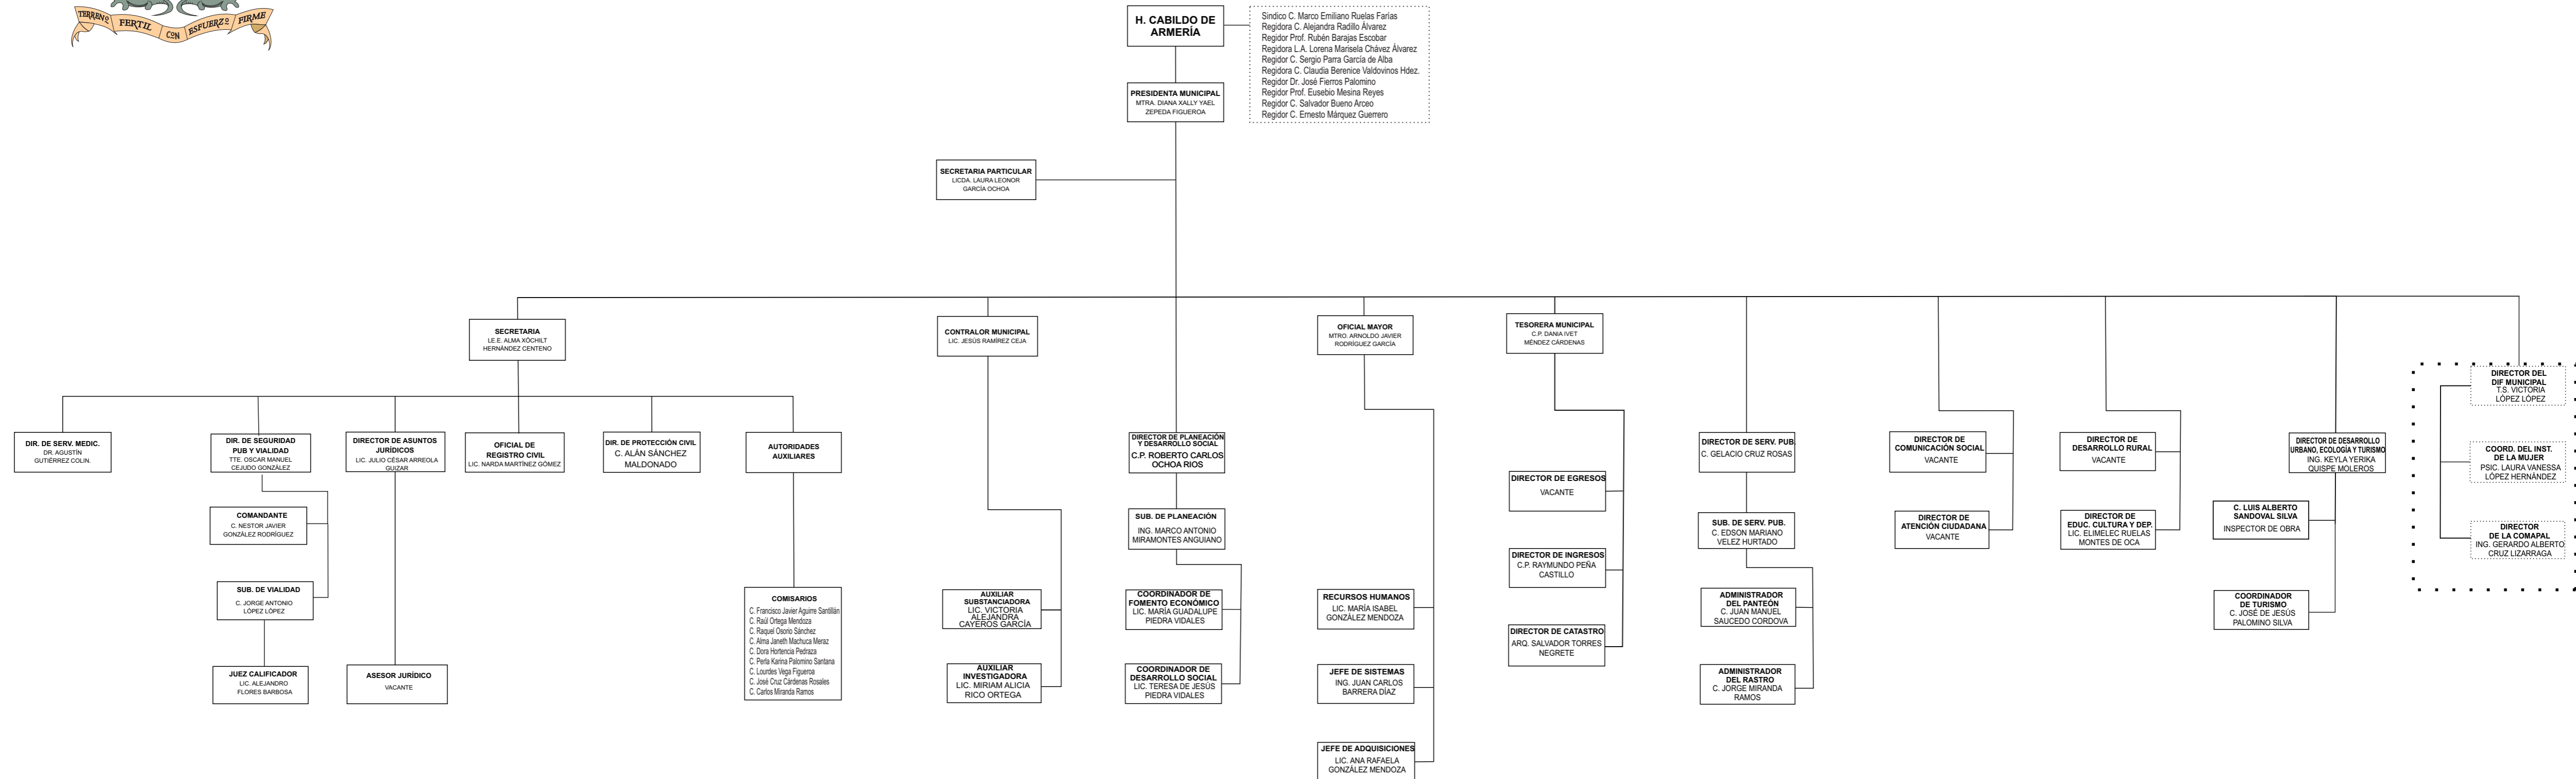 TERRENO FERTIL CON ESFUERZO FIRME
H. CABILDO DE
ARMERÍA
Sindico C. Marco Emiliano Ruelas Farías
Regidora C. Alejandra Radillo Álvarez
Regidor Prof. Rubén Barajas Escobar
Regidora L.A. Lorena Marisela Chávez Álvarez
Regidor C. Sergio Parra García de Alba
Regidora C. Claudia Berenice Valdovinos Hdez.
Regidor Dr. José Fierros Palomino
Regidor Prof. Eusebio Mesina Reyes
Regidor C. Salvador Bueno Arceo
Regidor C. Ernesto Márquez Guerrero
PRESIDENTA MUNICIPAL
MTRA. DIANA XALLY YAEL
ZEPEDA FIGUEROA
SECRETARIA PARTICULAR
LICDA. LAURA LEONOR
GARCÍA OCHOA
SECRETARIA
LE.E. ALMA XÓCHILT
HERNÁNDEZ CENTENO
CONTRALOR MUNICIPAL
LIC. JESÚS RAMÍREZ CEJA
OFICIAL MAYOR
MTRO. ARNOLDO JAVIER
RODRÍGUEZ GARCÍA
TESORERA MUNICIPAL
C.P. DANIA IVET
MÉNDEZ CÁRDENAS
DIR. DE SERV. MEDIC.
DR. AGUSTÍN
GUTIÉRREZ COLIN.
DIR. DE SEGURIDAD
PUB Y VIALIDAD
TTE. OSCAR MANUEL
CEJUDO GONZÁLEZ
DIRECTOR DE ASUNTOS
JURÍDICOS
LIC. JULIO CÉSAR ARREOLA
GUIZAR
OFICIAL DE
REGISTRO CIVIL
LIC. NARDA MARTÍNEZ GÓMEZ
DIR. DE PROTECCIÓN CIVIL
C. ALÁN SÁNCHEZ
MALDONADO
AUTORIDADES
AUXILIARES
COMANDANTE
C. NESTOR JAVIER
GONZÁLEZ RODRÍGUEZ
SUB. DE VIALIDAD
C. JORGE ANTONIO
LÓPEZ LÓPEZ
JUEZ CALIFICADOR
LIC. ALEJANDRO
FLORES BARBOSA
ASESOR JURÍDICO
VACANTE
COMISARIOS
C. Francisco Javier Aguirre Santillán
C. Raúl Ortega Mendoza
C. Raquel Osorio Sánchez
C. Alma Janeth Machuca Meraz
C. Dora Hortencia Pedraza
C. Perla Karina Palomino Santana
C. Lourdes Vega Figueroa
C. José Cruz Cárdenas Rosales
C. Carlos Miranda Ramos
AUXILIAR
SUBSTANCIADORA
LIC. VICTORIA
ALEJANDRA
CAYEROS GARCÍA
AUXILIAR
INVESTIGADORA
LIC. MIRIAM ALICIA
RICO ORTEGA
DIRECTOR DE PLANEACIÓN
Y DESARROLLO SOCIAL
C.P. ROBERTO CARLOS
OCHOA RIOS
SUB. DE PLANEACIÓN
ING. MARCO ANTONIO
MIRAMONTES ANGUIANO
COORDINADOR DE
FOMENTO ECONÓMICO
LIC. MARÍA GUADALUPE
PIEDRA VIDALES
COORDINADOR DE
DESARROLLO SOCIAL
LIC. TERESA DE JESÚS
PIEDRA VIDALES
RECURSOS HUMANOS
LIC. MARÍA ISABEL
GONZÁLEZ MENDOZA
JEFE DE SISTEMAS
ING. JUAN CARLOS
BARRERA DÍAZ
JEFE DE ADQUISICIONES
LIC. ANA RAFAELA
GONZÁLEZ MENDOZA
DIRECTOR DE EGRESOS
VACANTE
DIRECTOR DE INGRESOS
C.P. RAYMUNDO PEÑA
CASTILLO
DIRECTOR DE CATASTRO
ARQ. SALVADOR TORRES
NEGRETE
DIRECTOR DE SERV. PUB.
C. GELACIO CRUZ ROSAS
SUB. DE SERV. PUB.
C. EDSON MARIANO
VELEZ HURTADO
ADMINISTRADOR
DEL PANTEÓN
C. JUAN MANUEL
SAUCEDO CORDOVA
ADMINISTRADOR
DEL RASTRO
C. JORGE MIRANDA
RAMOS
DIRECTOR DE
COMUNICACIÓN SOCIAL
VACANTE
DIRECTOR DE
ATENCIÓN CIUDADANA
VACANTE
DIRECTOR DE
DESARROLLO RURAL
VACANTE
DIRECTOR DE
EDUC. CULTURA Y DEP.
LIC. ELIMELEC RUELAS
MONTES DE OCA
DIRECTOR DE DESARROLLO
URBANO, ECOLOGÍA Y TURISMO
ING. KEYLA YERIKA
QUISPE MOLEROS
C. LUIS ALBERTO
SANDOVAL SILVA
INSPECTOR DE OBRA
COORDINADOR
DE TURISMO
C. JOSÉ DE JESÚS
PALOMINO SILVA
DIRECTOR DEL
DIF MUNICIPAL
T.S. VICTORIA
LÓPEZ LÓPEZ
COORD. DEL INST.
DE LA MUJER
PSIC. LAURA VANESSA
LÓPEZ HERNÁNDEZ
DIRECTOR
DE LA COMAPAL
ING. GERARDO ALBERTO
CRUZ LIZARRAGA